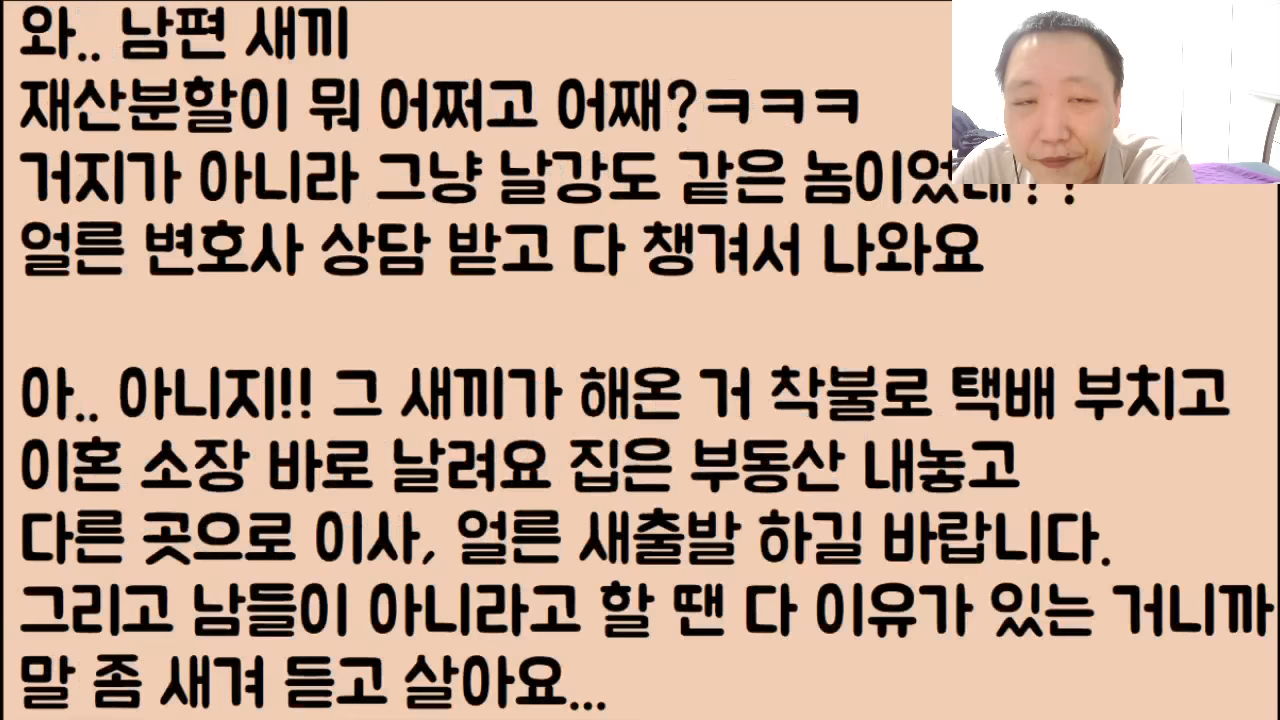 와.. 남편 새끼
재산분할이 뭐 어쩌고 어째?ㅋㅋㅋ
거지가 아니라 그냥 날강도 같은
얼른 변호사 상담 받고 다 챙겨서 나와요
아.. 아니지!! 그 새끼가 해온 거 착불로 택배 부치고
이혼 소장 바로 날려요 집은 부동산 내놓고
다른 곳으로 이사, 얼른 새출발 하길 바랍니다.
그리고 남들이 아니라고 할 땐 다 이유가 있는 거니까
말 좀 새겨 듣고 살아요...